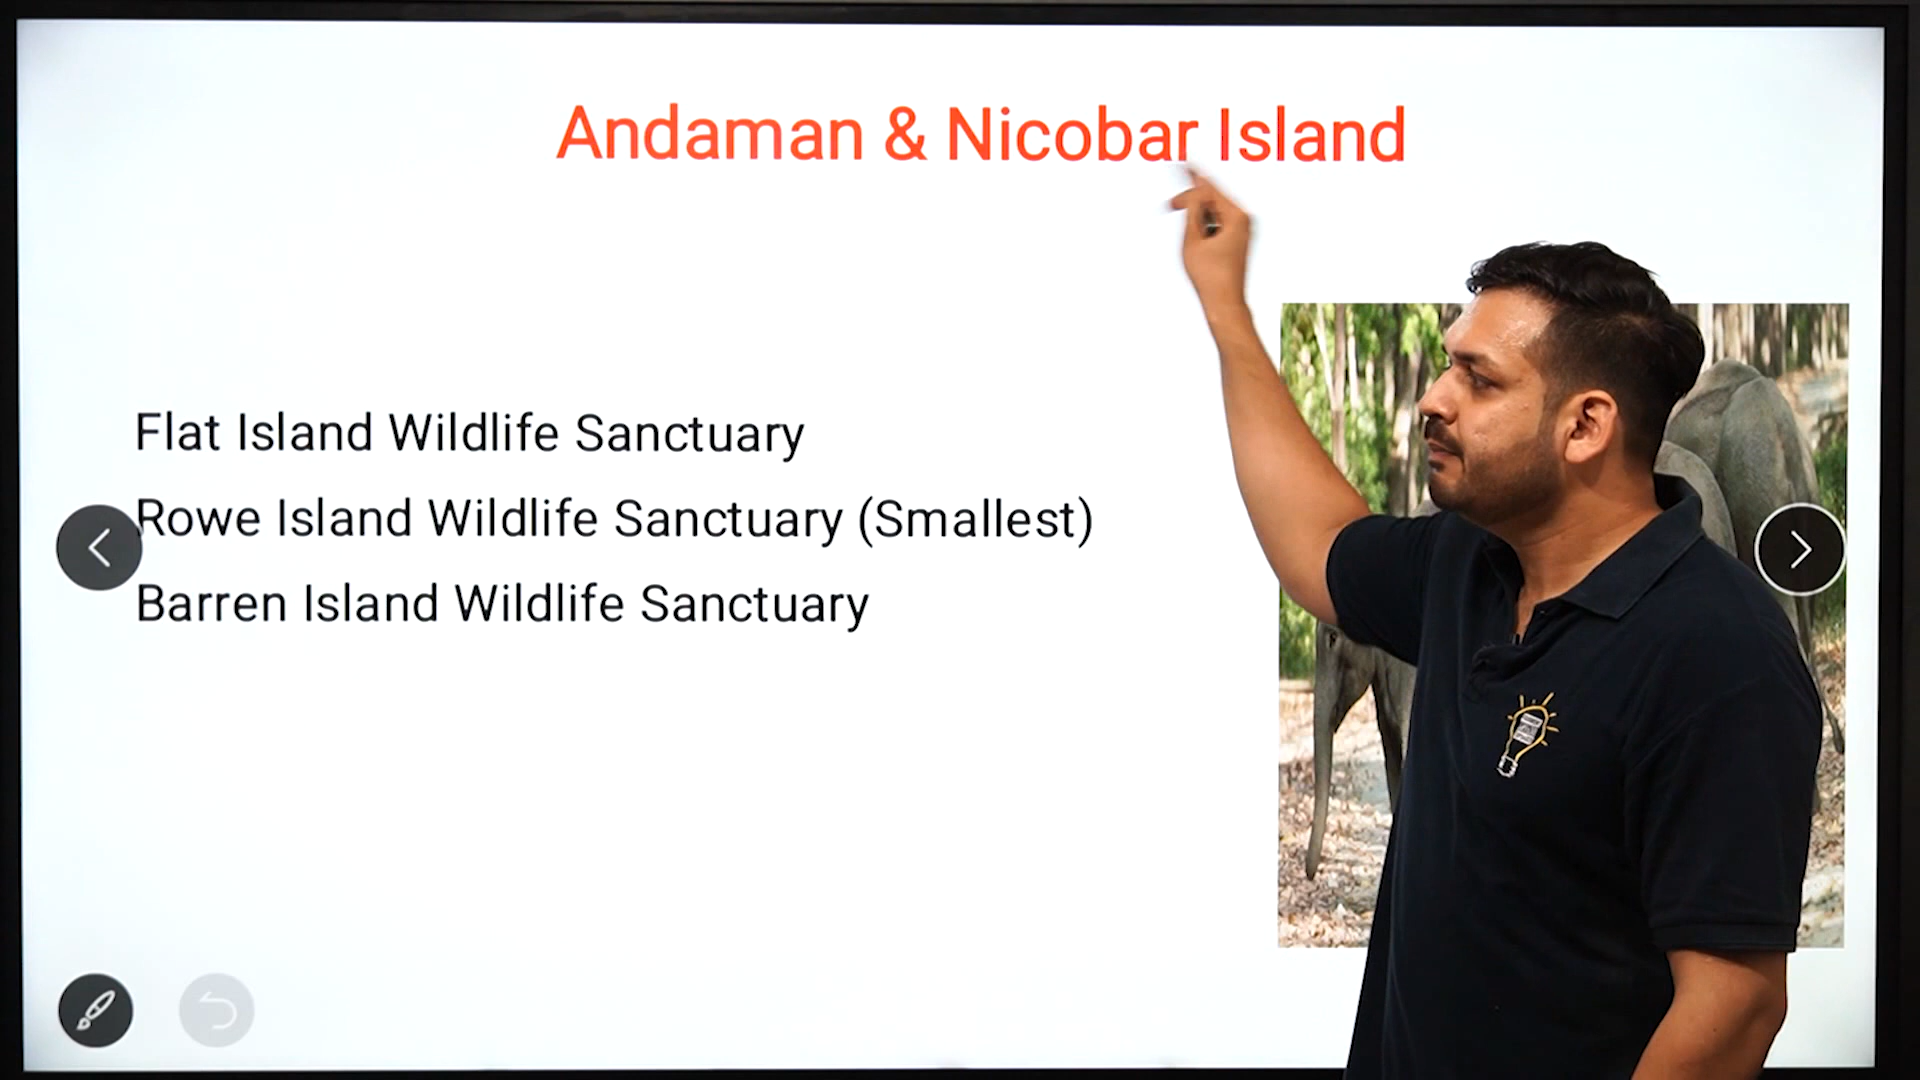 Andaman & Nicobar Island
Flat Island Wildlife Sanctuary
Rowe Island Wildlife Sanctuary (Smallest)
Barren Island Wildlife Sanctuary